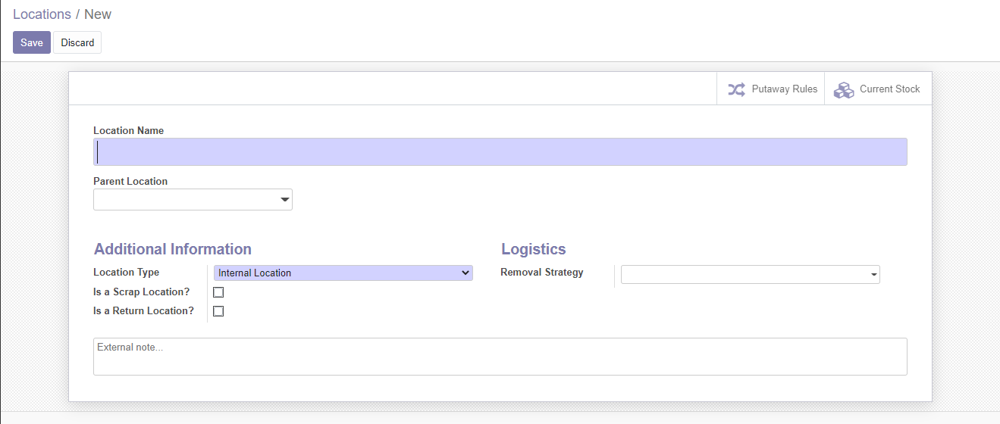 Locations / New
Save Discard
Putaway Rules Current Stock
Location Name
Parent Location
Additional Information Logistics
Location Type Internal Location Removal Strategy
Is a Scrap Location?
Is a Return Location?
External note...